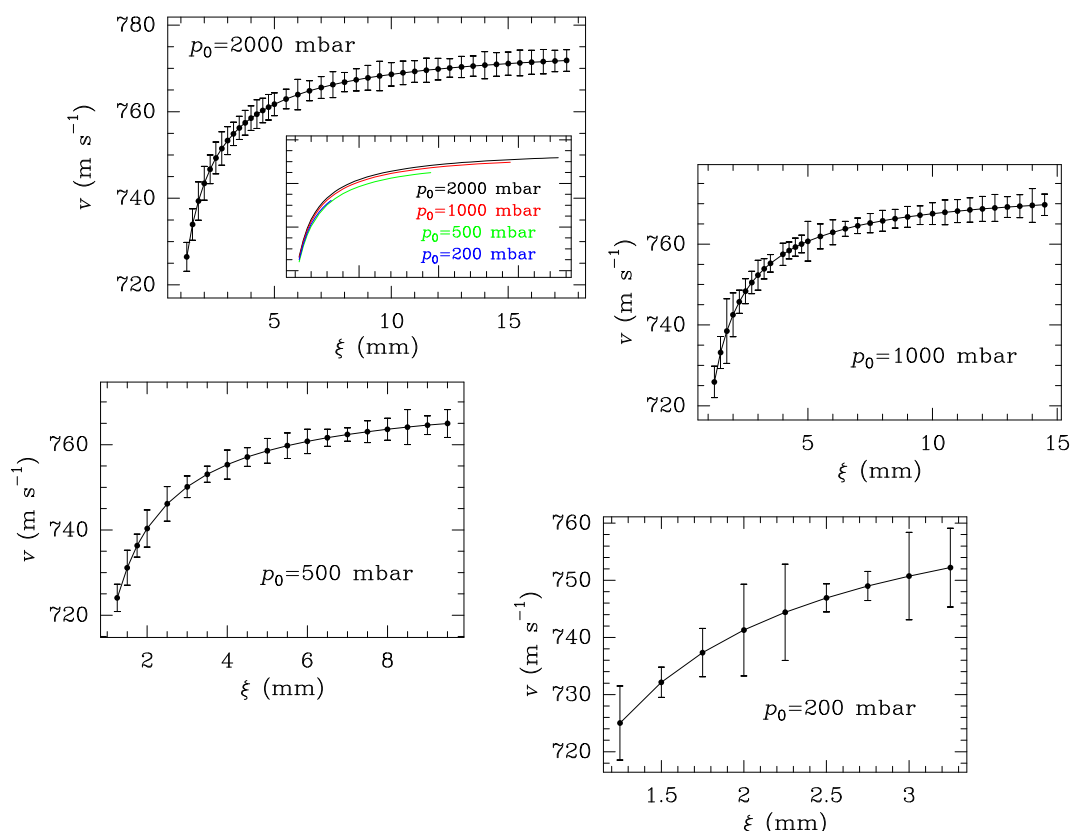 780
760
740
720
v (m s⁻¹)
p₀=2000 mbar
p₀=2000 mbar
p₀=1000 mbar
p₀=500 mbar
p₀=200 mbar
5 10 15
ξ (mm)
760
740
720
v (m s⁻¹)
p₀=1000 mbar
5 10 15
ξ (mm)
760
740
720
v (m s⁻¹)
p₀=500 mbar
2 4 6 8
ξ (mm)
760
750
740
730
720
v (m s⁻¹)
p₀=200 mbar
1.5 2 2.5 3
ξ (mm)